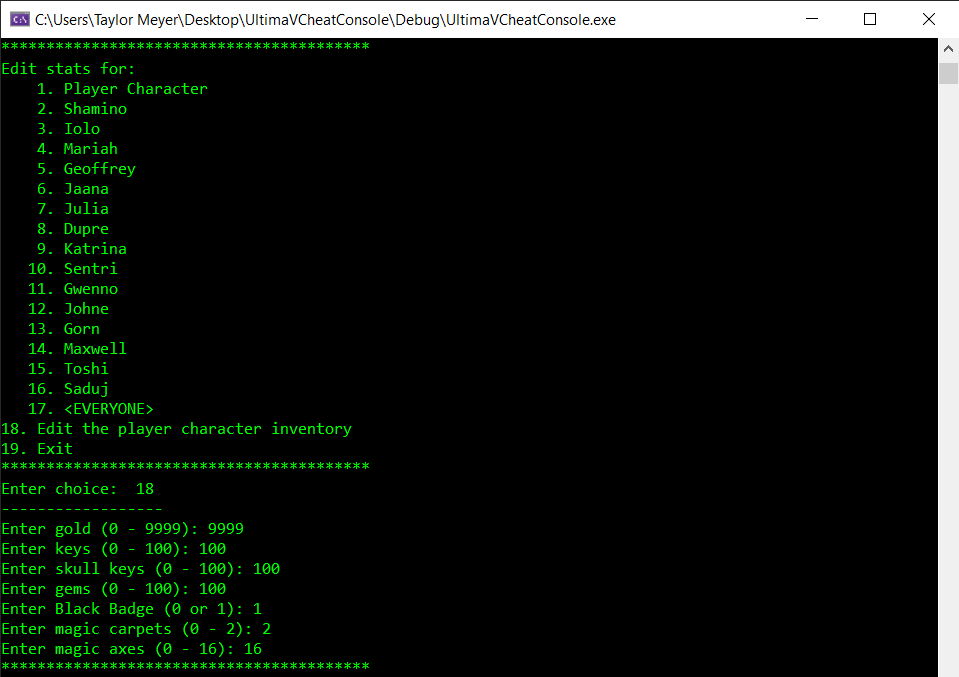 C:\Users\Taylor Meyer\Desktop\UltimaVCheatConsole\Debug\UltimaVCheatConsole.exe
*****************************************
Edit stats for:
    1. Player Character
    2. Shamino
    3. Iolo
    4. Mariah
    5. Geoffrey
    6. Jaana
    7. Julia
    8. Dupre
    9. Katrina
   10. Sentri
   11. Gwenno
   12. Johne
   13. Gorn
   14. Maxwell
   15. Toshi
   16. Saduj
   17. <EVERYONE>
18. Edit the player character inventory
19. Exit
*****************************************
Enter choice:  18
------------------
Enter gold (0 - 9999): 9999
Enter keys (0 - 100): 100
Enter skull keys (0 - 100): 100
Enter gems (0 - 100): 100
Enter Black Badge (0 or 1): 1
Enter magic carpets (0 - 2): 2
Enter magic axes (0 - 16): 16
*****************************************